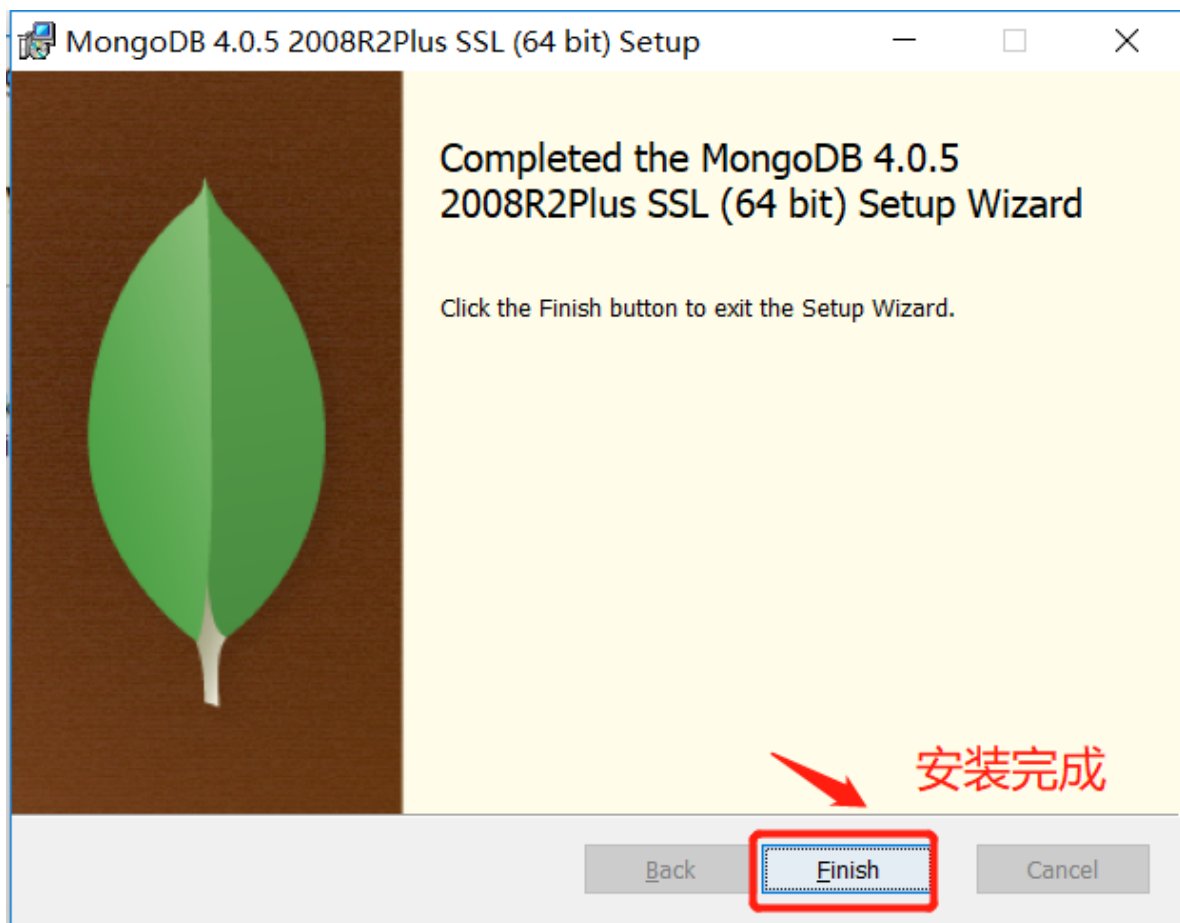 MongoDB 4.0.5 2008R2Plus SSL (64 bit) Setup
Completed the MongoDB 4.0.5
2008R2Plus SSL (64 bit) Setup Wizard
Click the Finish button to exit the Setup Wizard.
安装完成
Back
Finish
Cancel